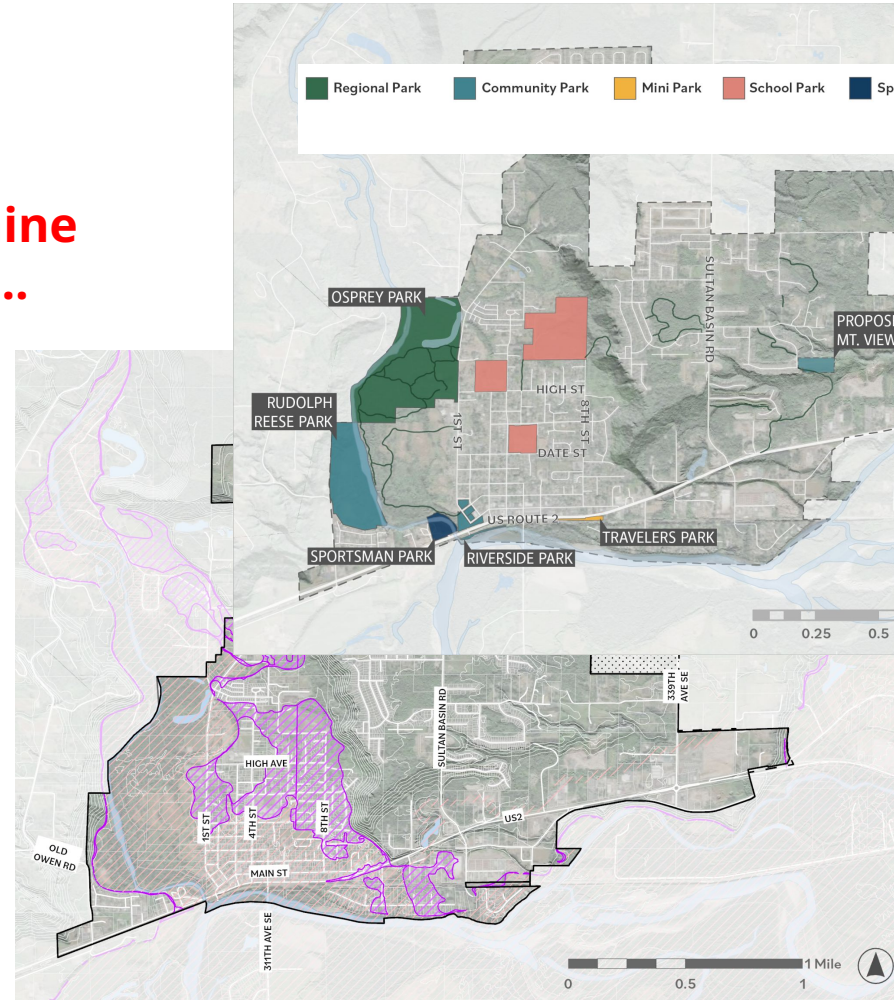 ine
..
Regional Park
Community Park
Mini Park
School Park
Sp
OSPREY PARK
SULTAN BASIN RD
PROPOS
MT. VIEW
RUDOLPH
REESE PARK
HIGH ST
1ST ST
8TH ST
DATE ST
US ROUTE 2
SPORTSMAN PARK
RIVERSIDE PARK
TRAVELERS PARK
0 0.25 0.5
339TH
AVE SE
SULTAN BASIN RD
HIGH AVE
1ST ST
4TH ST
8TH ST
US2
OLD
OWEN RD
MAIN ST
311TH AVE SE
1 Mile
0 0.5 1